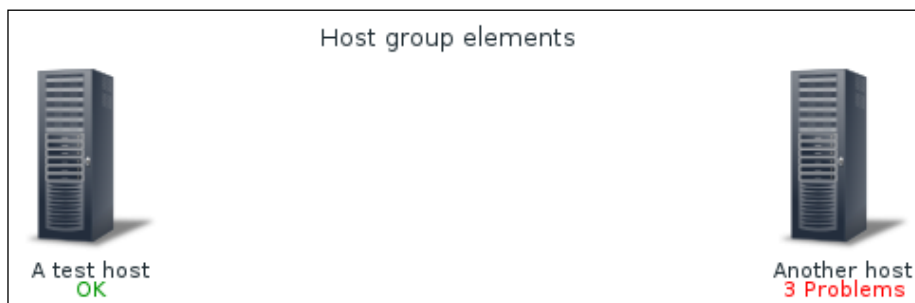 Host group elements
A test host
OK
Another host
3 Problems